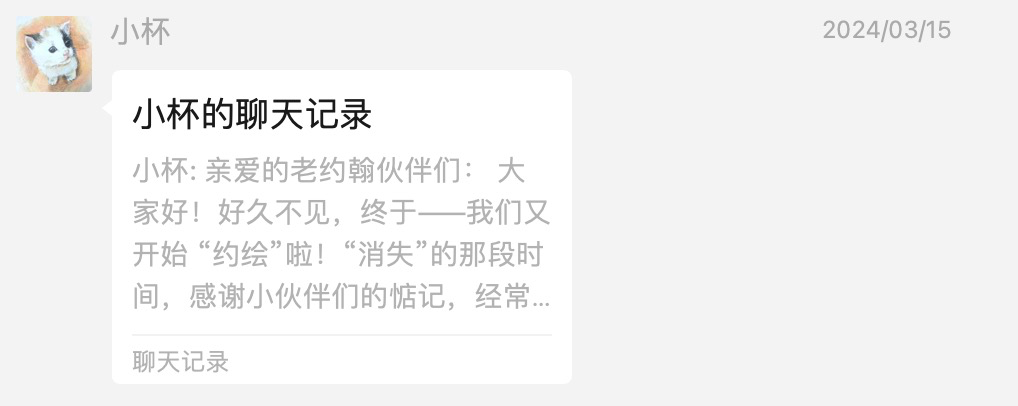 小杯
2024/03/15
小杯的聊天记录
小杯: 亲爱的老约翰伙伴们： 大
家好！好久不见，终于——我们又
开始 “约绘”啦！“消失”的那段时
间，感谢小伙伴们的惦记，经常...
聊天记录